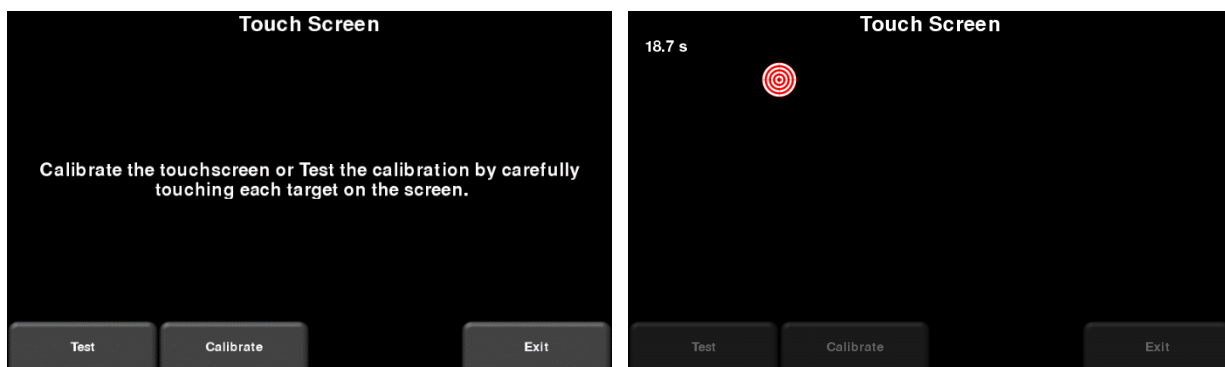 Touch Screen
Calibrate the touchscreen or Test the calibration by carefully
touching each target on the screen.
Test
Calibrate
Exit
Touch Screen
18.7 s
Test
Calibrate
Exit